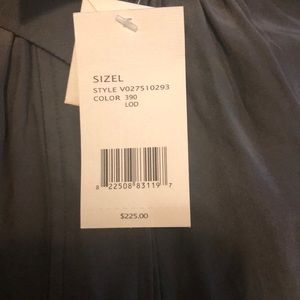 SIZEL
STYLE V027510293
COLOR 390
LOD
8 22508 83119 7
$225.00